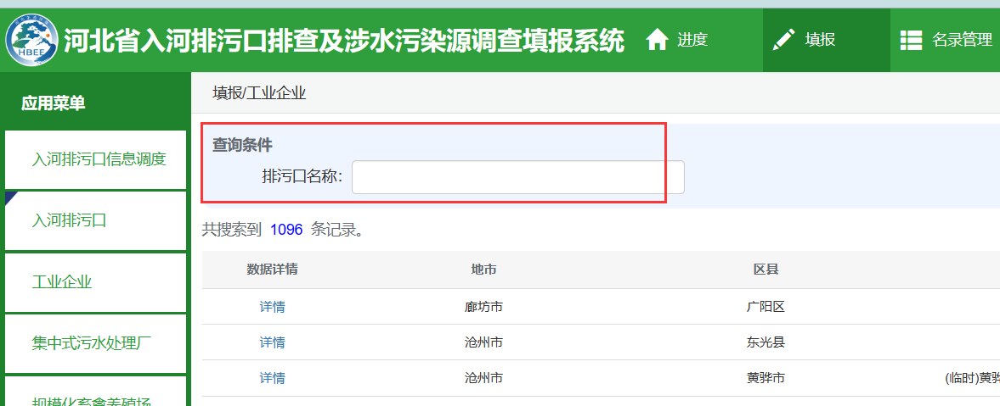 HBEE
河北省入河排污口排查及涉水污染源调查填报系统
进度
填报
名录管理
应用菜单
填报/工业企业
入河排污口信息调度
查询条件
排污口名称：
入河排污口
共搜索到 1096 条记录。
数据详情 地市 区县
工业企业
详情 廊坊市 广阳区
集中式污水处理厂
详情 沧州市 东光县
详情 沧州市 黄骅市 (临时)黄骅
规模化畜禽养殖场